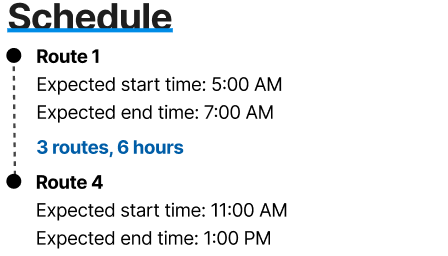 Schedule
Route 1
Expected start time: 5:00 AM
Expected end time: 7:00 AM
3 routes, 6 hours
Route 4
Expected start time: 11:00 AM
Expected end time: 1:00 PM